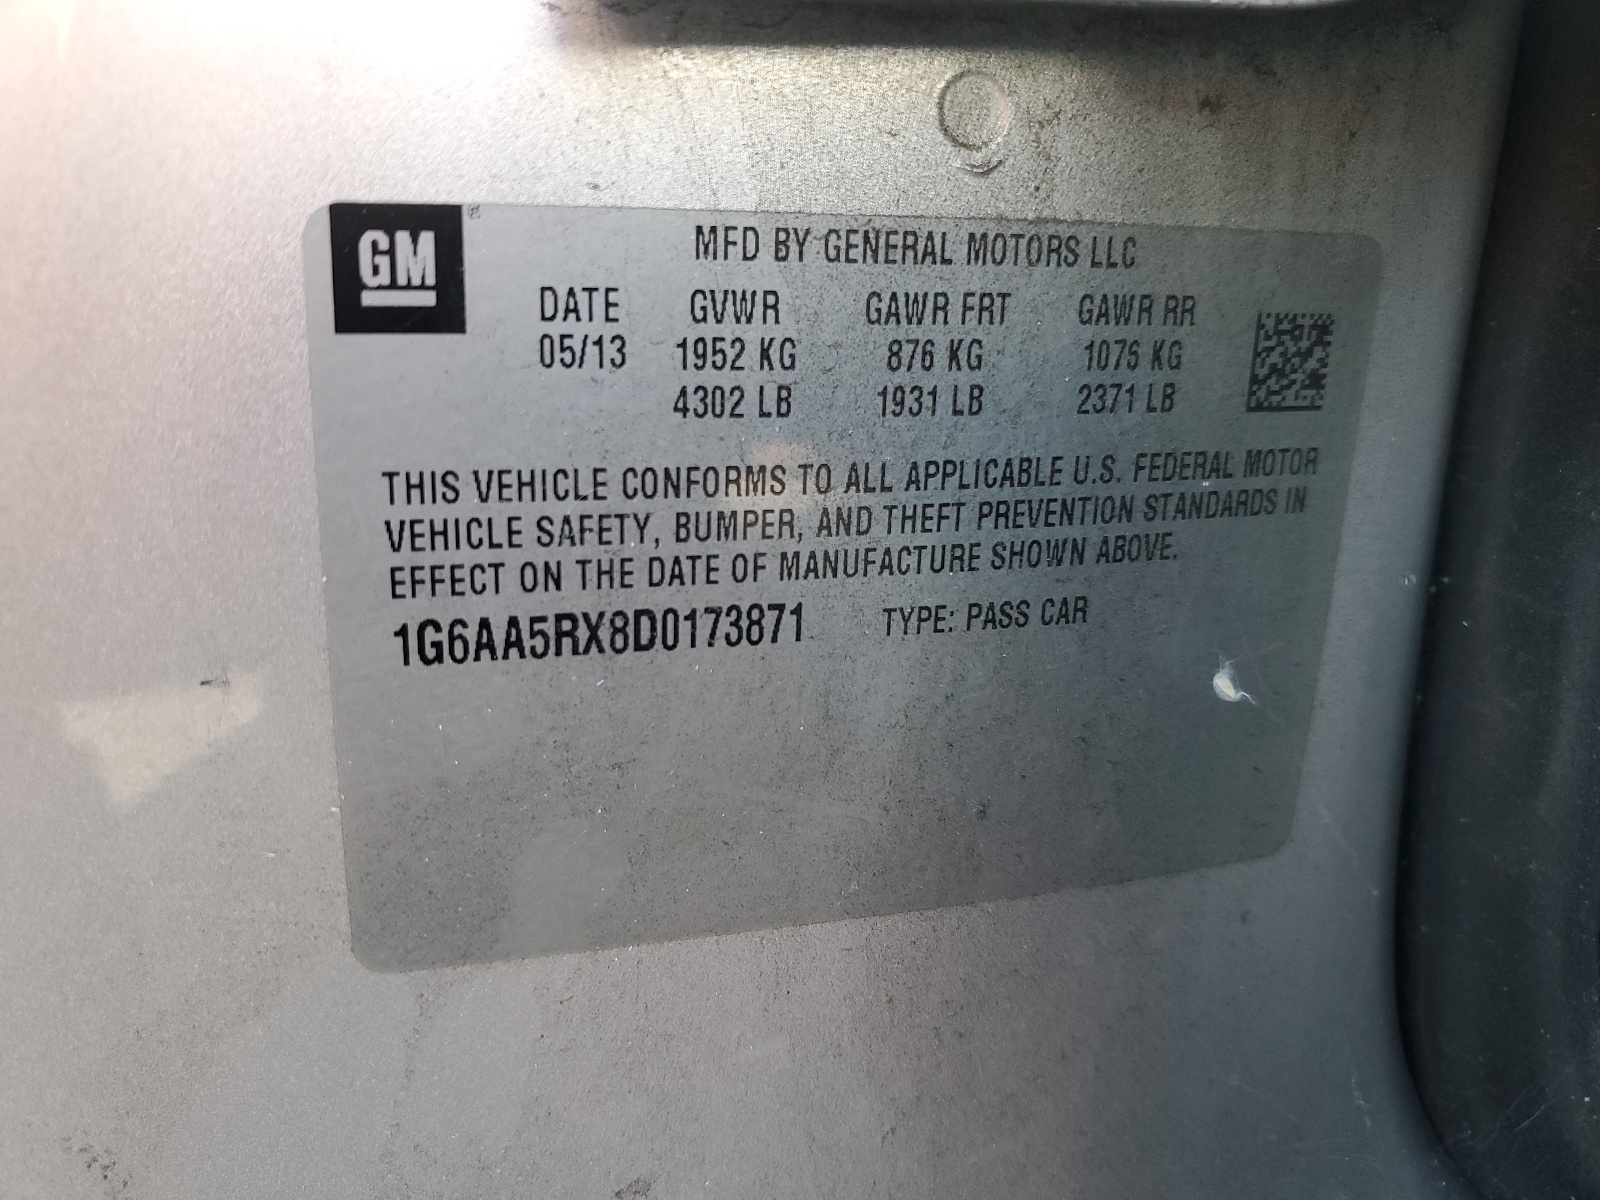 GM
MFD BY GENERAL MOTORS LLC
DATE GVWR GAWR FRT GAWR RR
05/13 1952 KG 876 KG 1075 KG
4302 LB 1931 LB 2371 LB
THIS VEHICLE CONFORMS TO ALL APPLICABLE U.S. FEDERAL MOTOR
VEHICLE SAFETY, BUMPER, AND THEFT PREVENTION STANDARDS IN
EFFECT ON THE DATE OF MANUFACTURE SHOWN ABOVE.
1G6AA5RX8D0173871 TYPE: PASS CAR